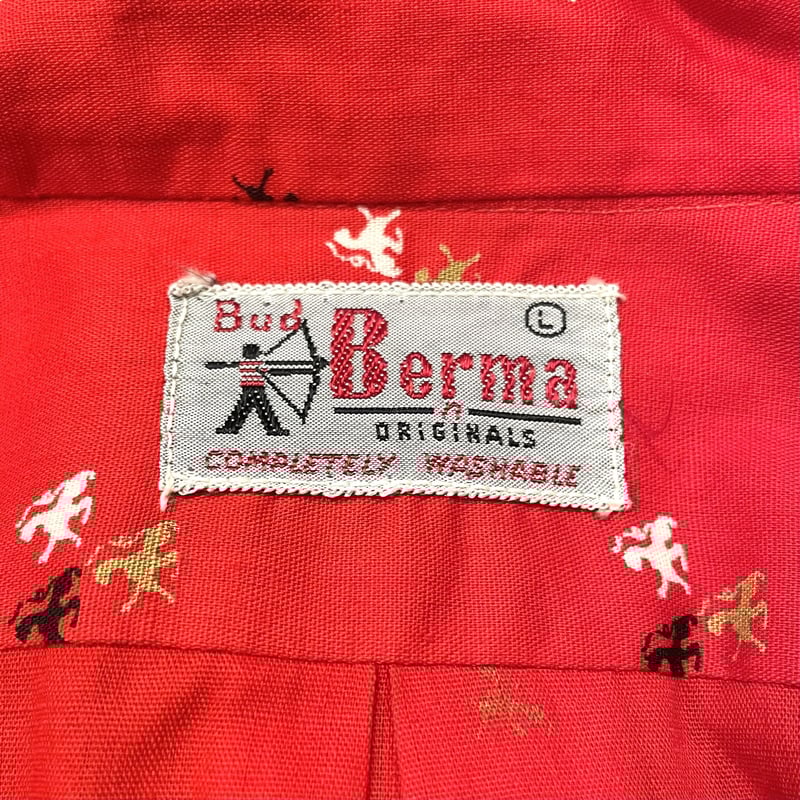 Bud
Berma
L
n
ORIGINALS
COMPLETELY WASHABLE